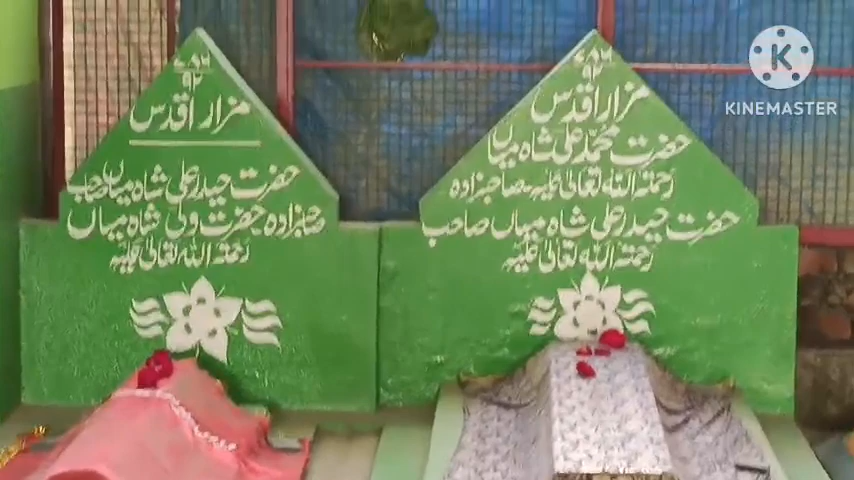 ۷۸۶
۹۲
مزار اقدس
حضرت حیدر علی شاہ میاں صاحب
صاحبزادہ حضرت ولی شاہ میاں
رحمتہ اللہ تعالیٰ علیہ
۹۲
مزار اقدس
حضرت محمد علی شاہ میاں
رحمتہ اللہ تعالیٰ علیہ صاحبزادہ
حضرت حیدر علی شاہ میاں صاحب
رحمتہ اللہ تعالیٰ علیہ
K
KINEMASTER